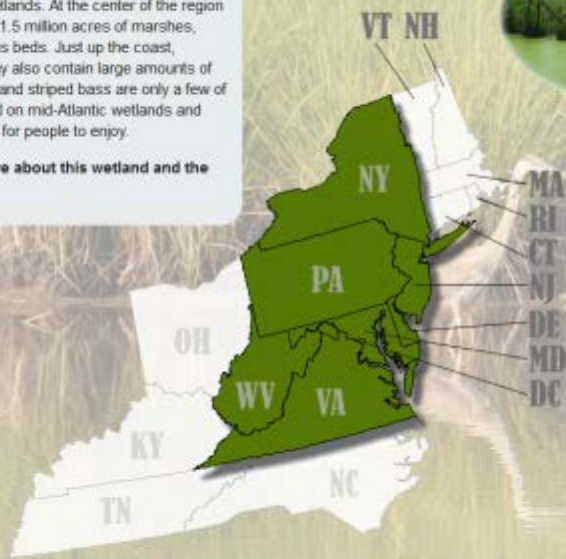 tlands. At the center of the region
1.5 million acres of marshes,
s beds. Just up the coast,
y also contain large amounts of
and striped bass are only a few of
l on mid-Atlantic wetlands and
for people to enjoy.
e about this wetland and the
VT NH
NY
MA
RI
CT
PA
NJ
DE
OH
MD
WV
VA
DC
KY
NC
TN